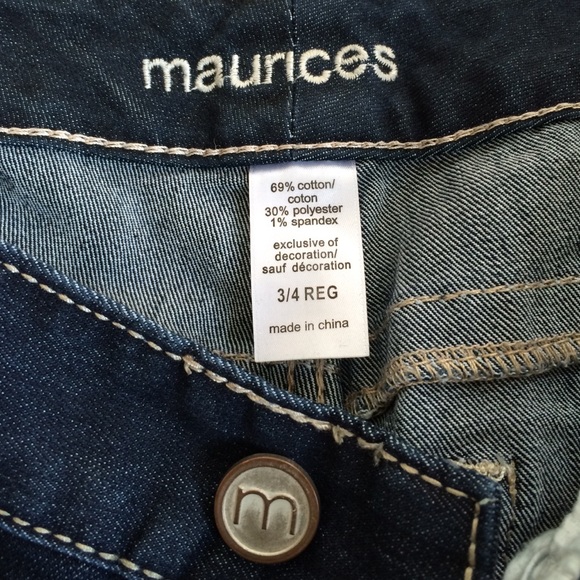 maurices
69% cotton/
coton
30% polyester
1% spandex
exclusive of
decoration/
sauf décoration
3/4 REG
made in china
m